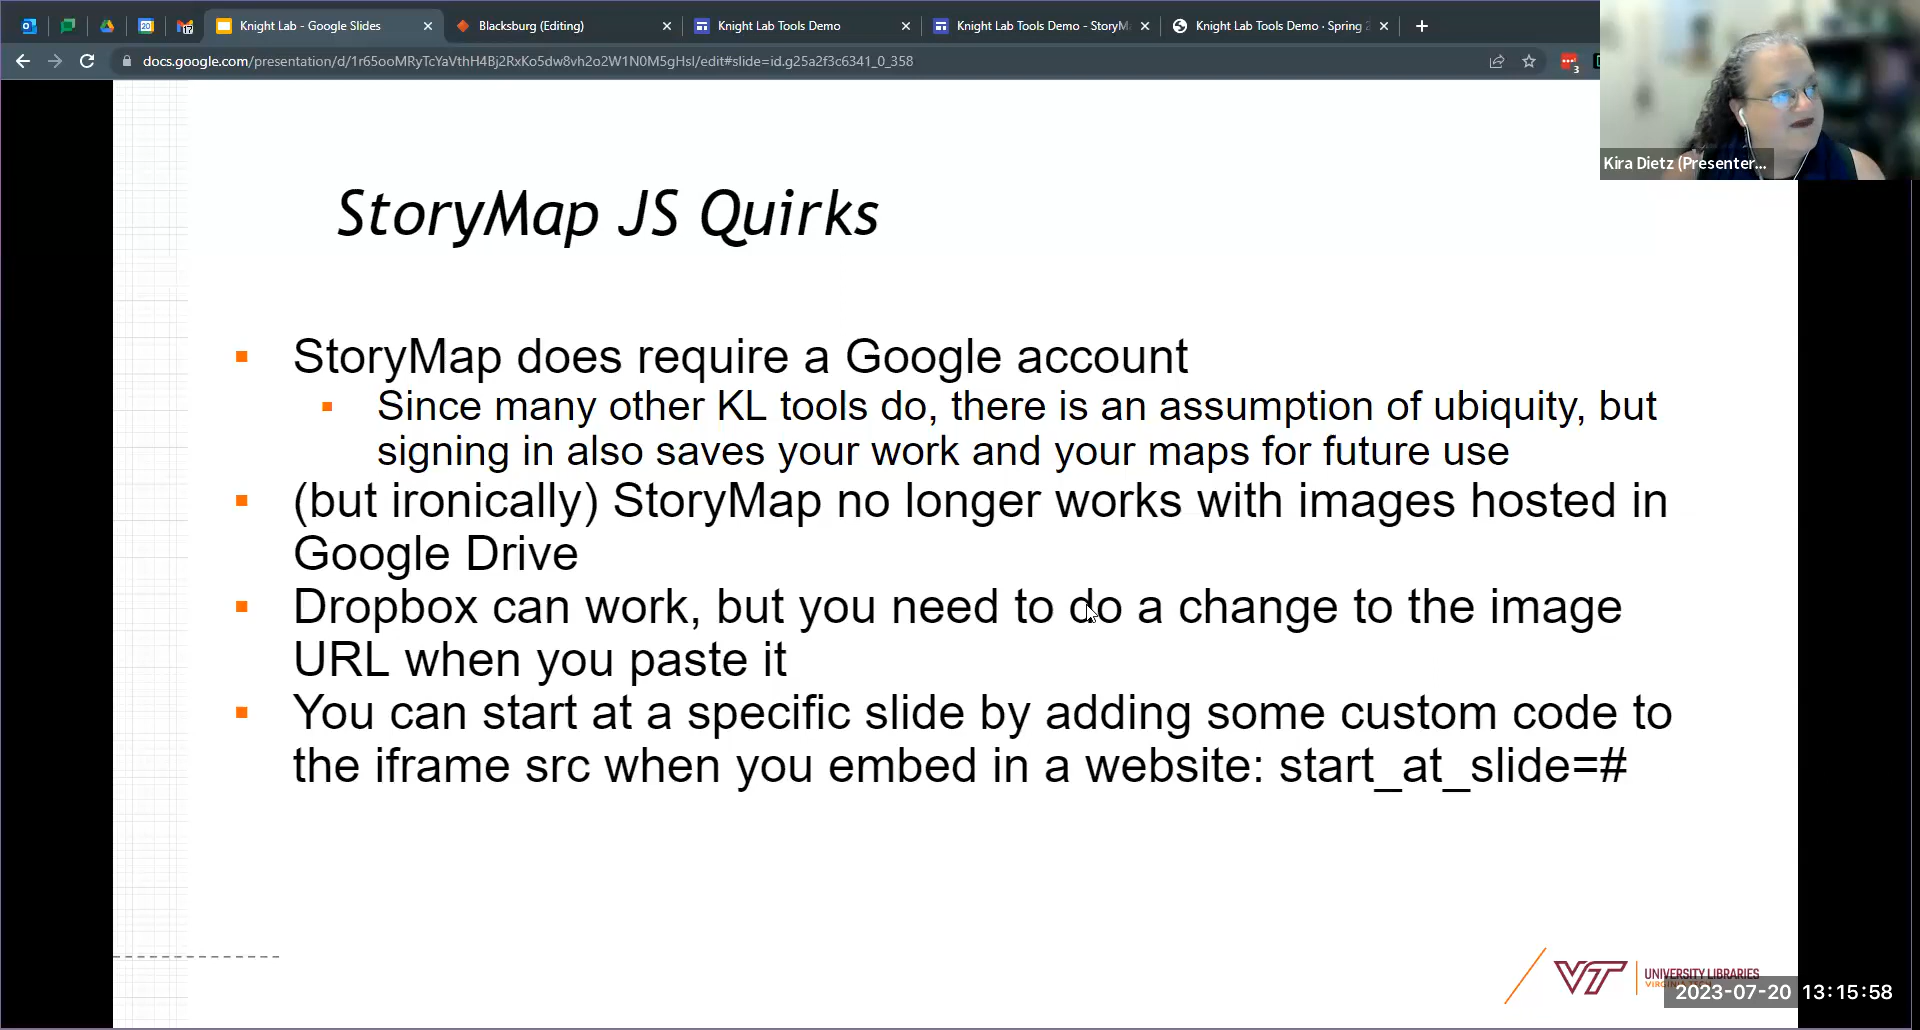 Knight Lab - Google Slides
Blacksburg (Editing)
Knight Lab Tools Demo
Knight Lab Tools Demo - StoryM
Knight Lab Tools Demo · Spring 2
docs.google.com/presentation/d/1r65ooMRyTcYaVthH4Bj2RxKo5dw8vh2o2W1N0M5gHsI/edit#slide=id.g25a2f3c6341_0_358
3
Kira Dietz (Presenter...
StoryMap JS Quirks
StoryMap does require a Google account
Since many other KL tools do, there is an assumption of ubiquity, but
signing in also saves your work and your maps for future use
(but ironically) StoryMap no longer works with images hosted in
Google Drive
Dropbox can work, but you need to do a change to the image
URL when you paste it
You can start at a specific slide by adding some custom code to
the iframe src when you embed in a website: start_at_slide=#
VT
UNIVERSITY LIBRARIES
2023-07-20 13:15:58